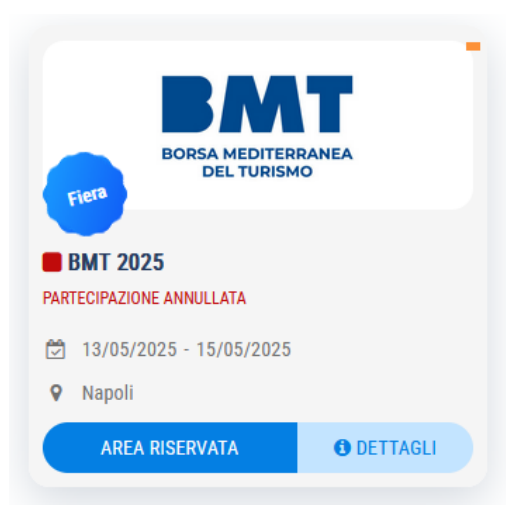 BMT
BORSA MEDITERRANEA
DEL TURISMO
Fiera
BMT 2025
PARTECIPAZIONE ANNULLATA
13/05/2025 - 15/05/2025
Napoli
AREA RISERVATA
DETTAGLI